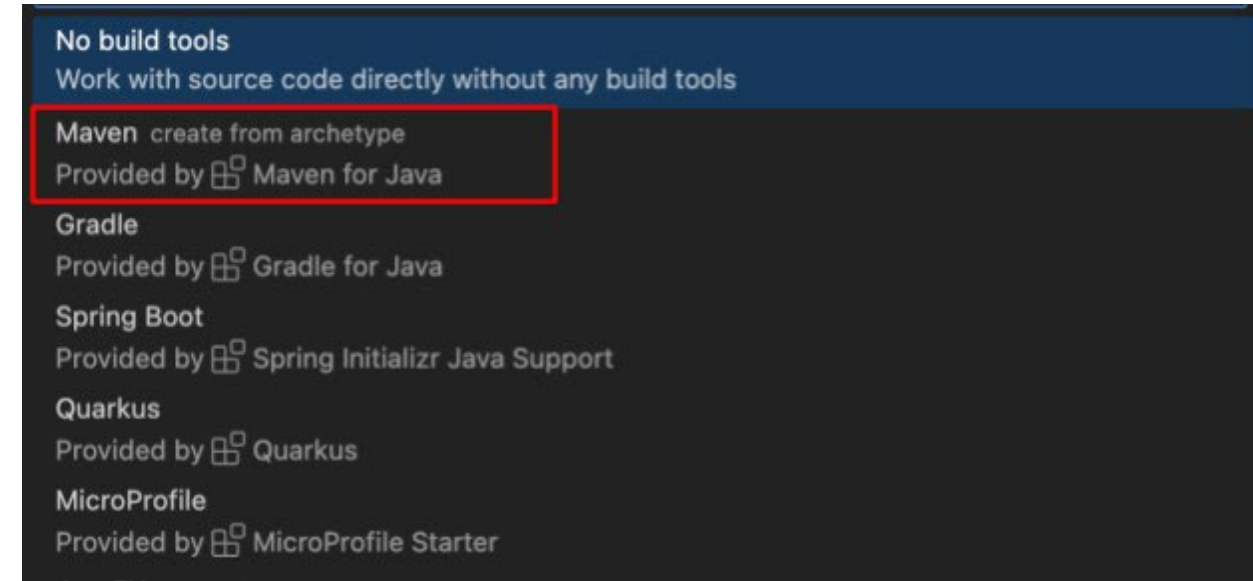 No build tools
Work with source code directly without any build tools
Maven create from archetype
Provided by Maven for Java
Gradle
Provided by Gradle for Java
Spring Boot
Provided by Spring Initializr Java Support
Quarkus
Provided by Quarkus
MicroProfile
Provided by MicroProfile Starter